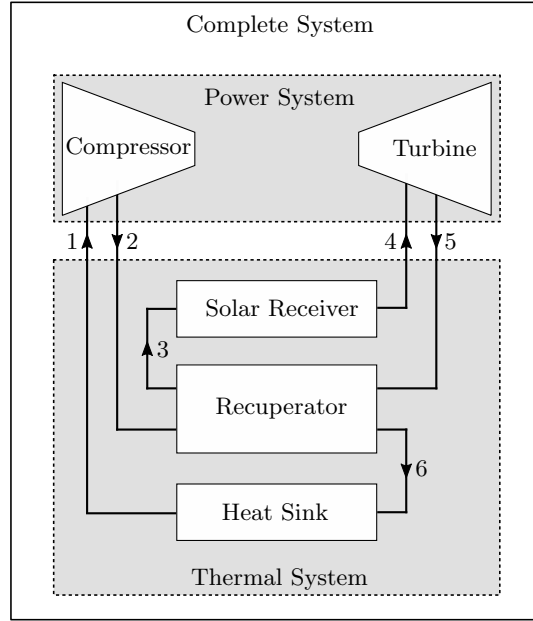 Complete System
Power System
Compressor
Turbine
1
2
4
5
Solar Receiver
3
Recuperator
6
Heat Sink
Thermal System